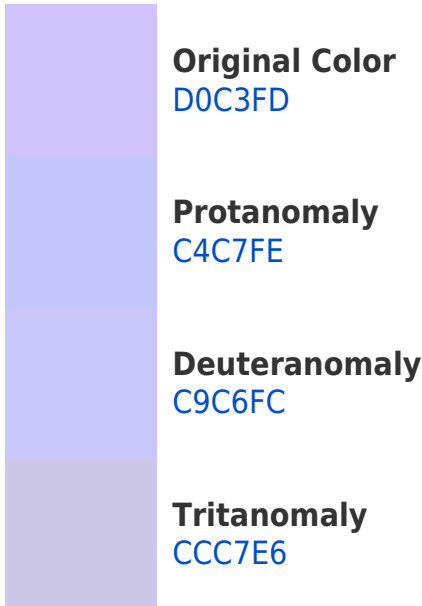 Original Color
D0C3FD
Protanomaly
C4C7FE
Deuteranomaly
C9C6FC
Tritanomaly
CCC7E6